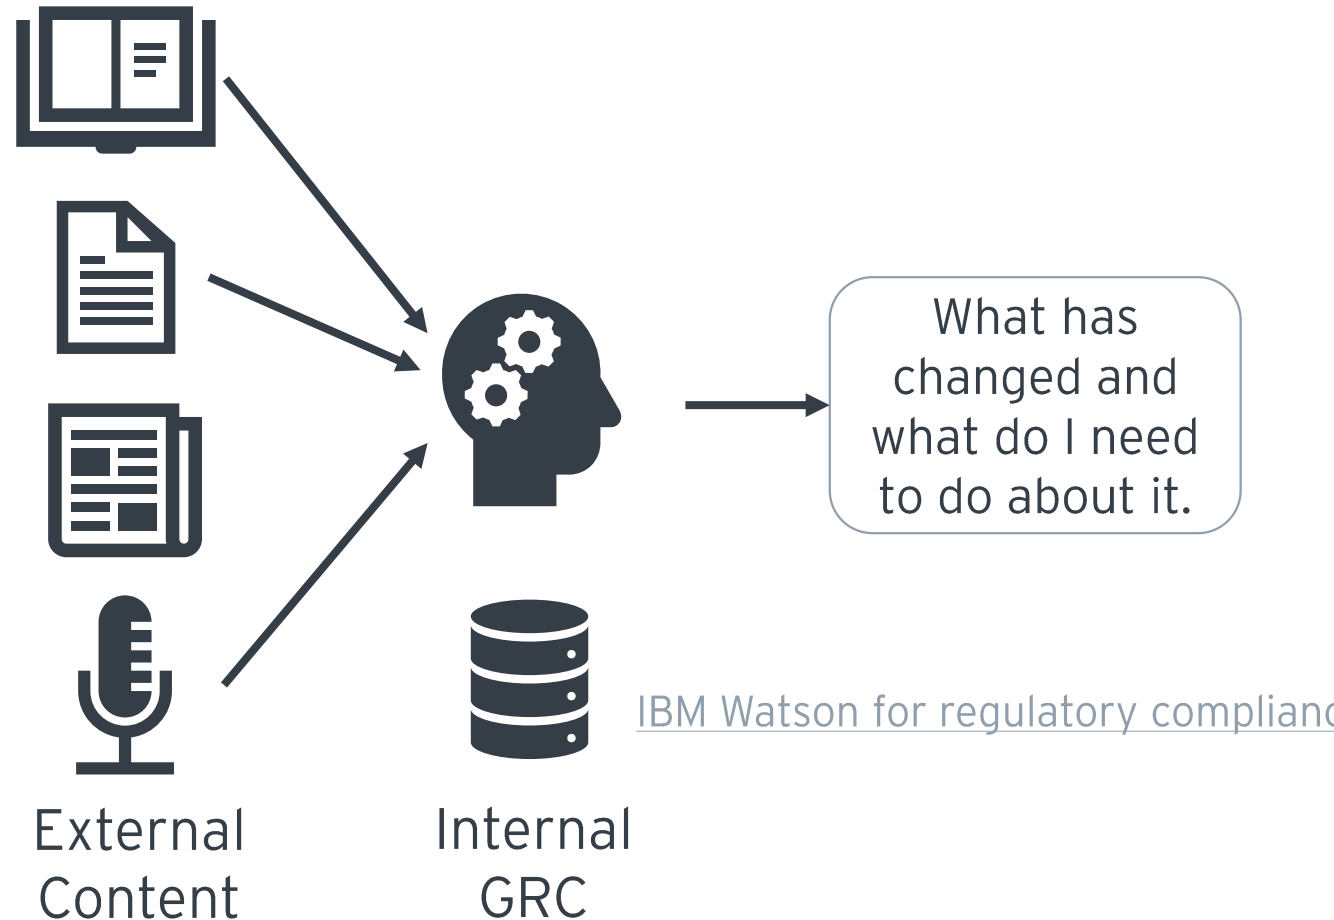 What has
changed and
what do I need
to do about it.
IBM Watson for regulatory complianc
External
Content
Internal
GRC